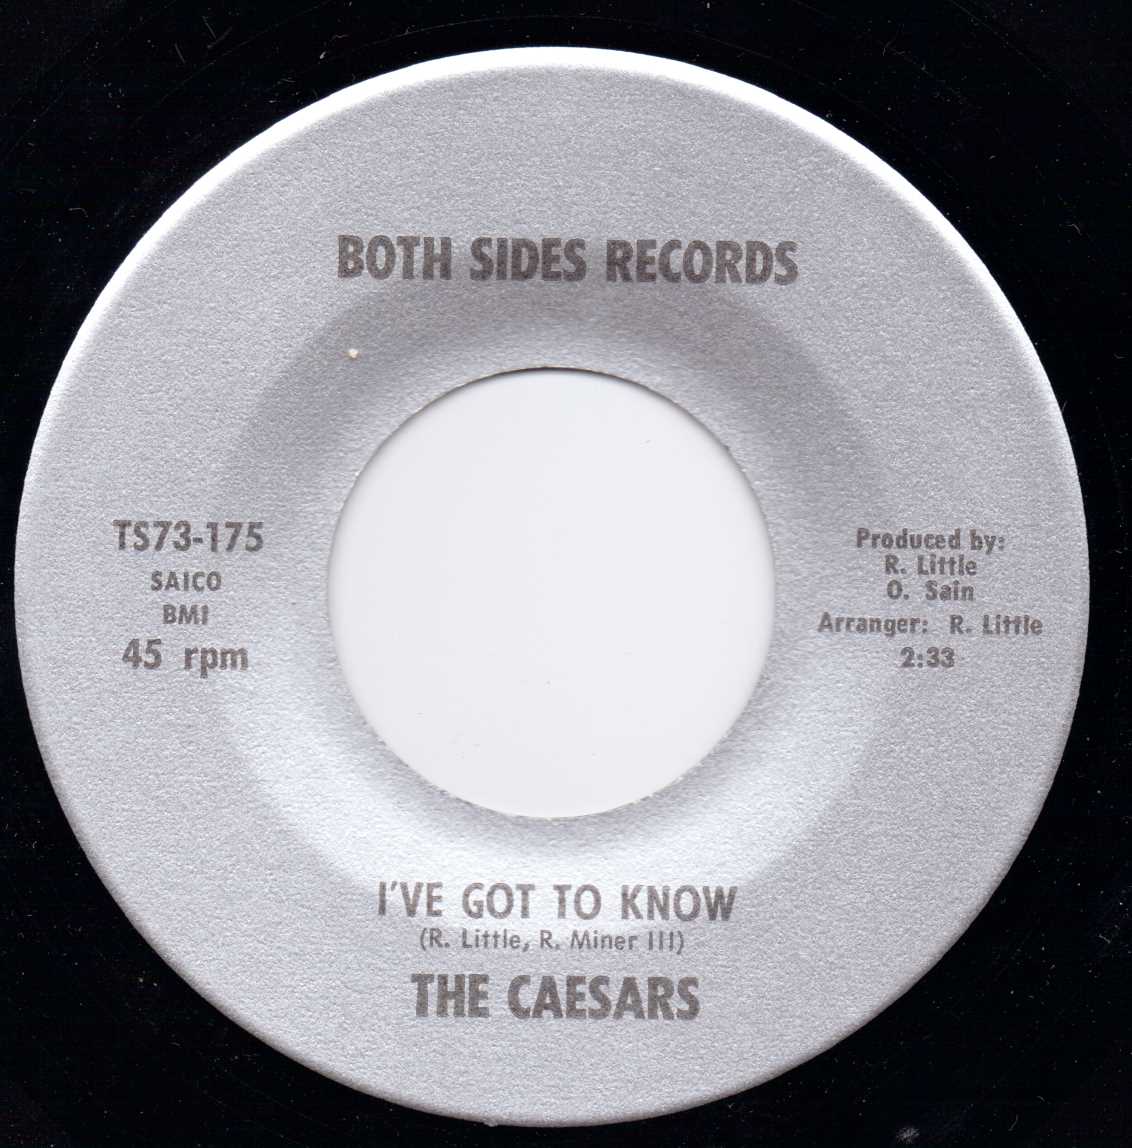 BOTH SIDES RECORDS
TS73-175
SAICO
BMI
45 rpm
Produced by:
R. Little
O. Sain
Arranger: R. Little
2:33
I'VE GOT TO KNOW
(R. Little, R. Miner III)
THE CAESARS